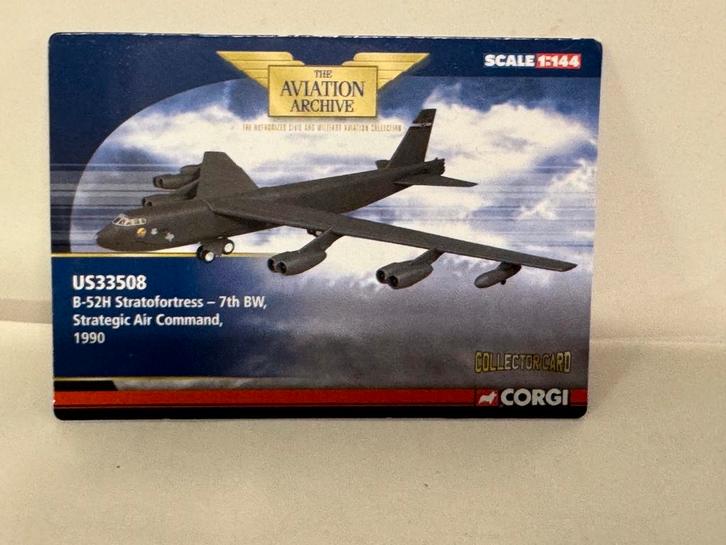 SCALE 1:144
THE
AVIATION
ARCHIVE
THE AUTHORIZED CIVIL AND MILITARY AVIATION COLLECTION
US33508
B-52H Stratofortress – 7th BW,
Strategic Air Command,
1990
COLLECTOR CARD
CORGI